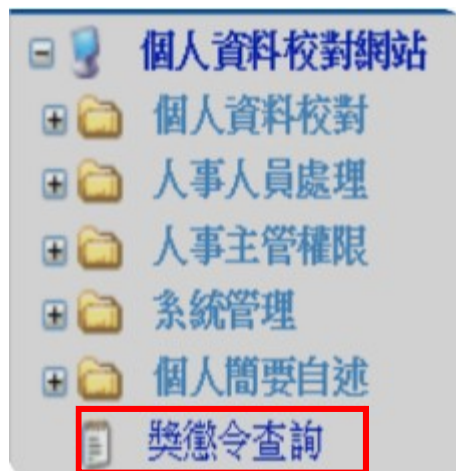 個人資料校對網站
個人資料校對
人事人員處理
人事主管權限
系統管理
個人簡要自述
獎懲令查詢